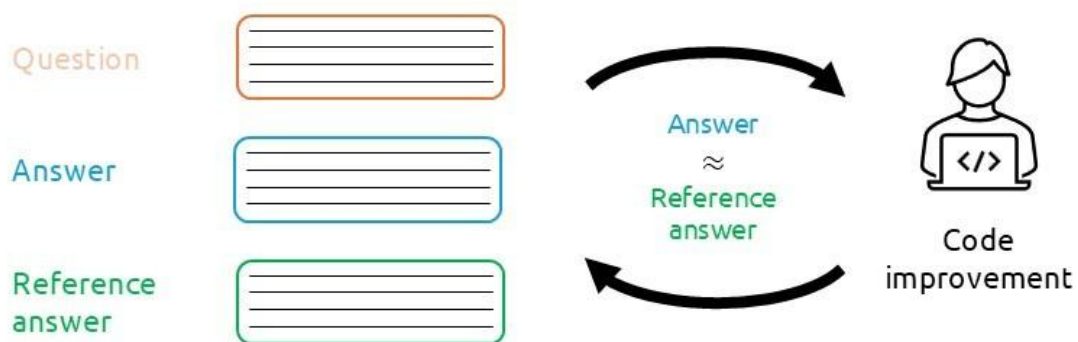 Question
Answer
Reference
answer
Answer
≈
Reference
answer
</>
Code
improvement